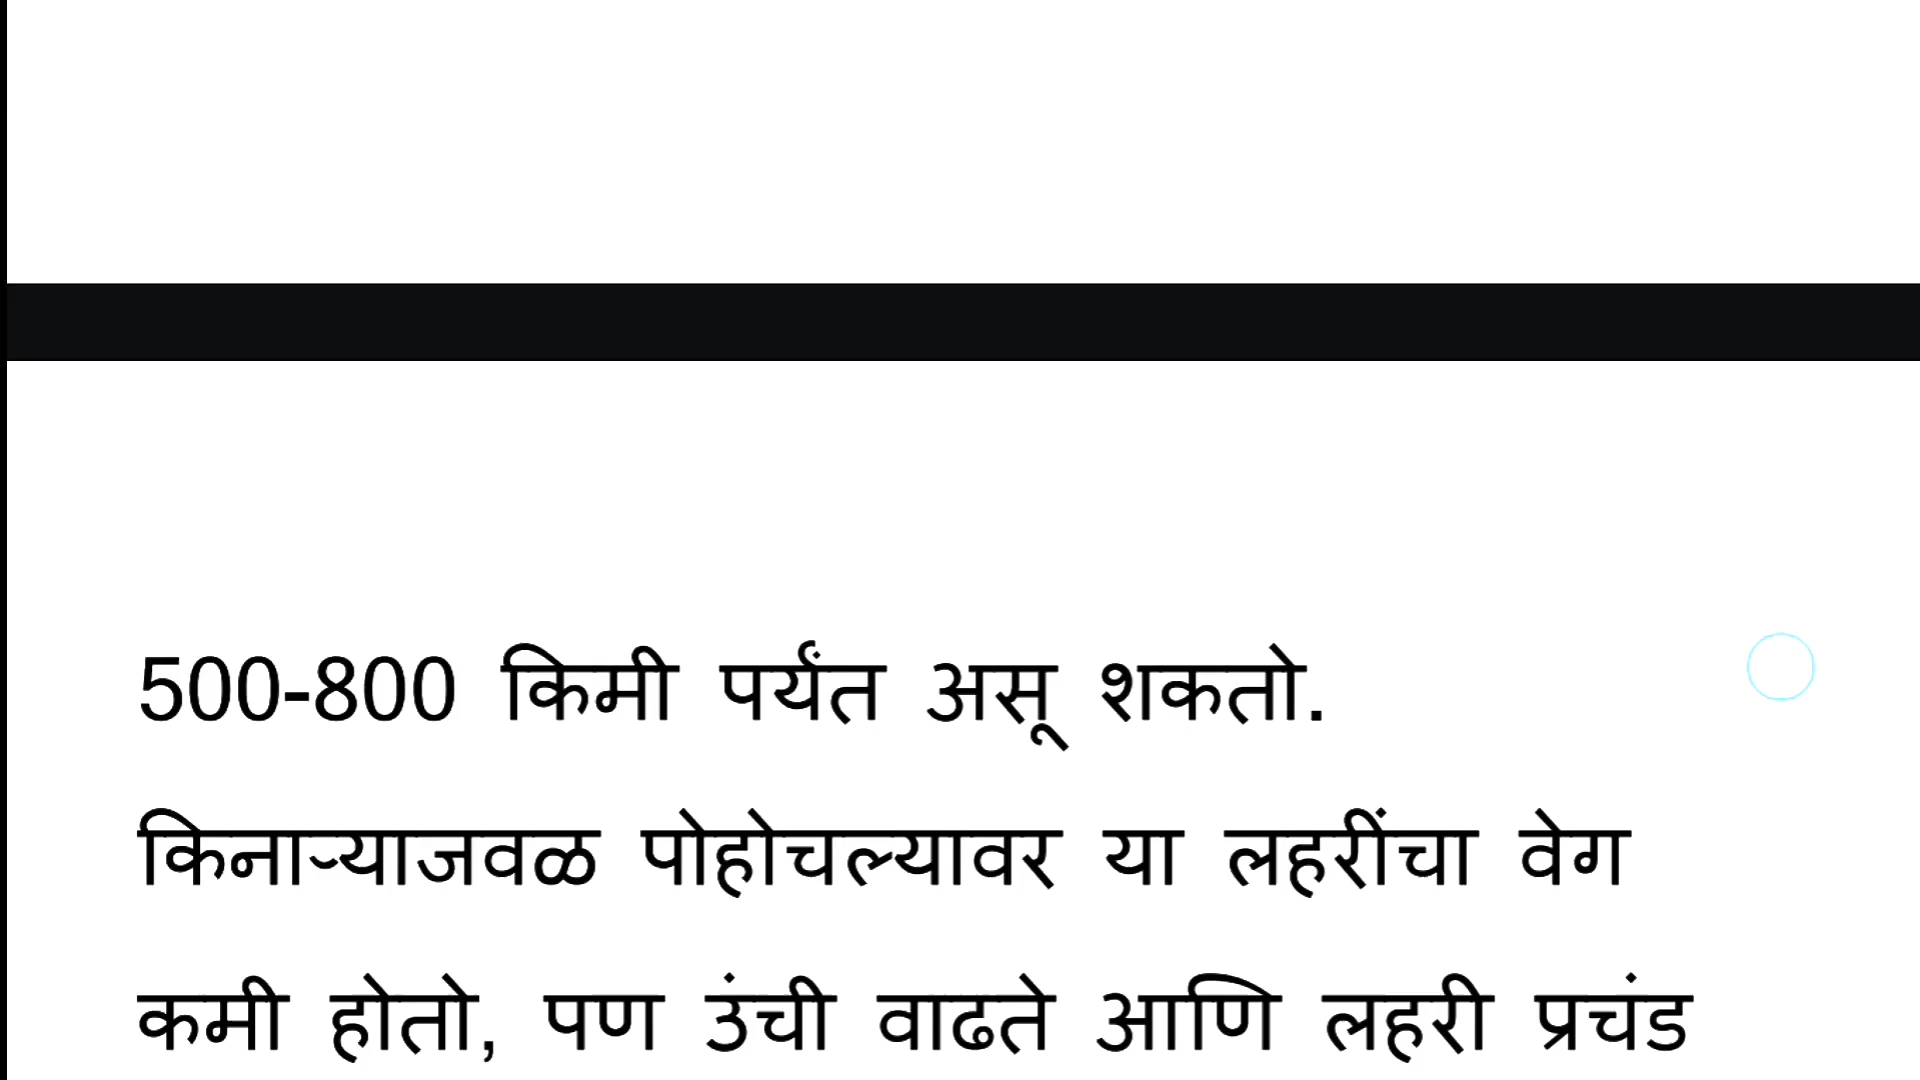 500-800 किमी पर्यंत असू शकतो.
किनाऱ्याजवळ पोहोचल्यावर या लहरींचा वेग
कमी होतो, पण उंची वाढते आणि लहरी प्रचंड